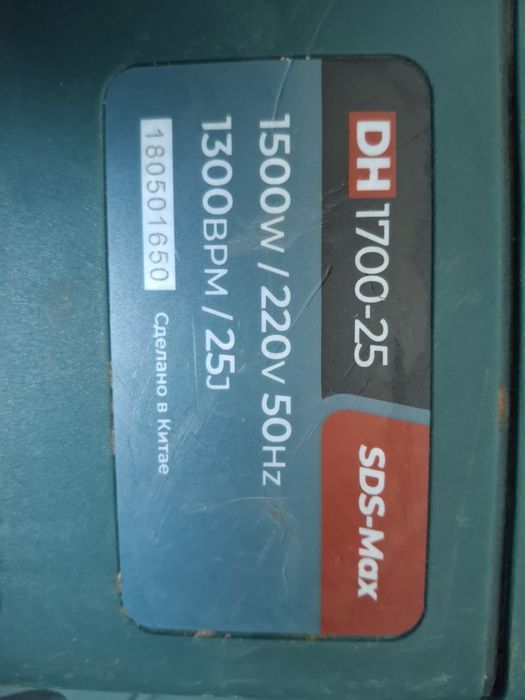 DH 1700-25 SDS-Max
1500W / 220V 50Hz
1300BPM / 25J
180501650 Сделано в Китае